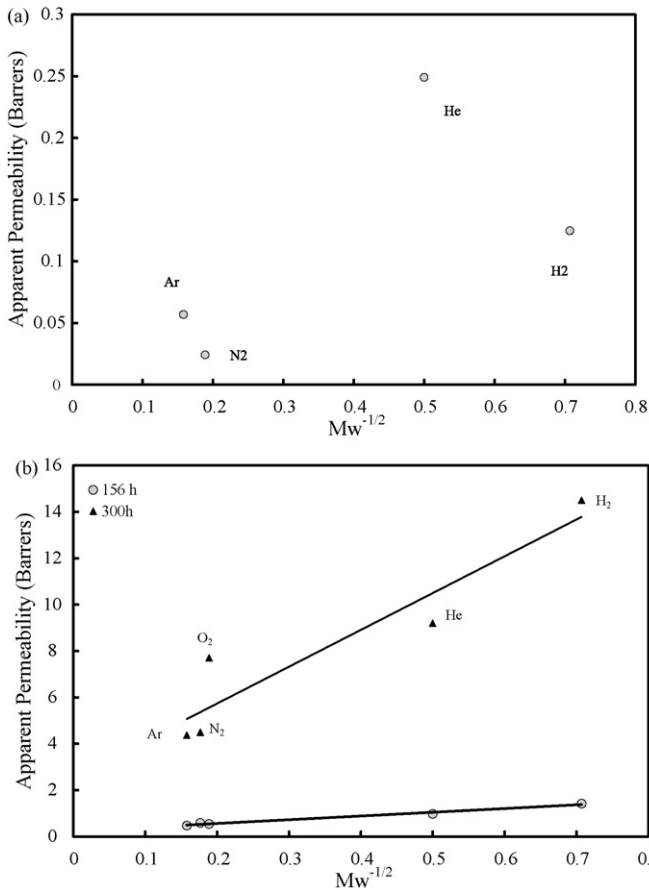 (a)
0.3
0.25
0.2
0.15
0.1
0.05
0
Apparent Permeability (Barrers)
He
H2
Ar
N2
0 0.1 0.2 0.3 0.4 0.5 0.6 0.7 0.8
Mw-1/2
(b)
16
14
12
10
8
6
4
2
0
Apparent Permeability (Barrers)
156 h
300h
H2
He
O2
N2
Ar
0 0.1 0.2 0.3 0.4 0.5 0.6 0.7 0.
Mw-1/2